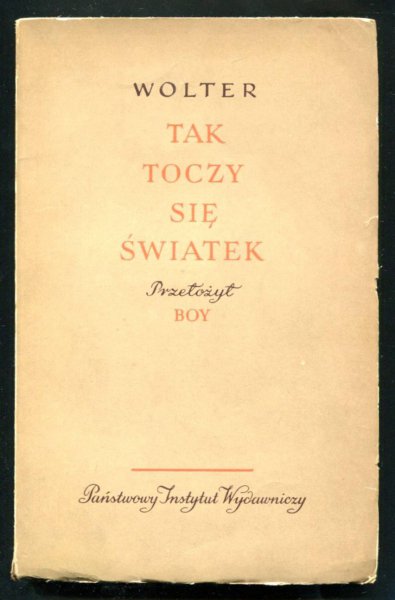 WOLTER
TAK
TOCZY
SIĘ
ŚWIATEK
Przełożył
BOY
Państwowy Instytut Wydawniczy